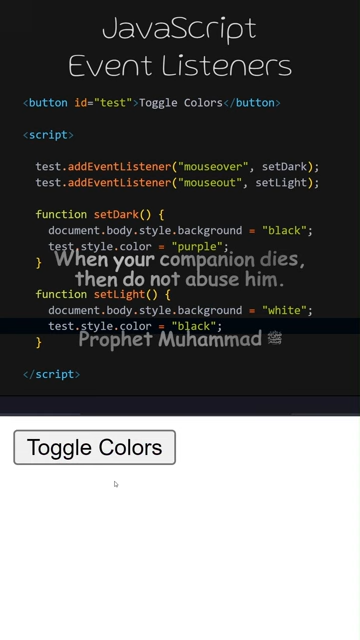 JavaScript
Event Listeners
<button id="test">Toggle Colors</button>
<script>
test.addEventListener("mouseover", setDark);
test.addEventListener("mouseout", setLight);
function setDark() {
document.body.style.background = "black";
test.style.color = "purple";
}
When your companion dies,
then do not abuse him.
function setLight() {
document.body.style.background = "white";
test.style.color = "black";
}
Prophet Muhammad ﷺ
</script>
Toggle Colors